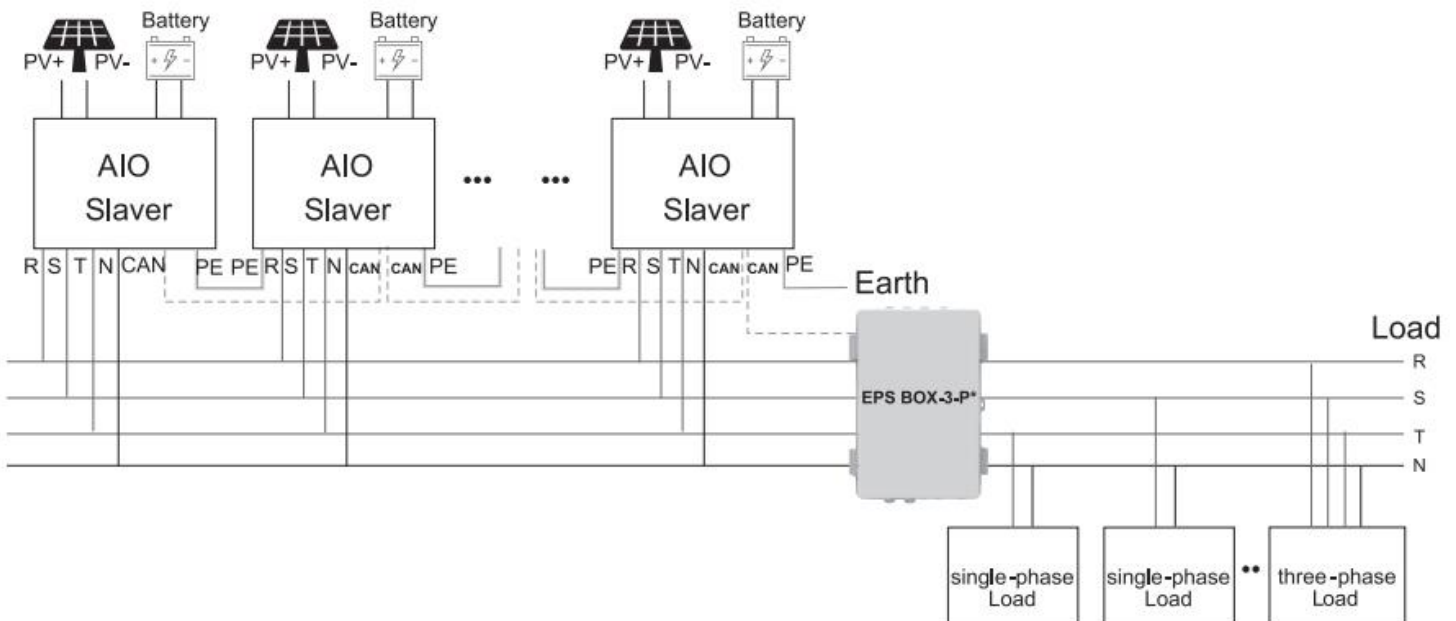 Battery Battery Battery
PV+ PV- PV+ PV- PV+ PV-
AIO AIO AIO
Slaver Slaver ••• ••• Slaver
R S T N CAN PE PE R S T N CAN CAN PE PE R S T N CAN CAN PE
Earth
Load
R
EPS BOX-3-P* S
T
N
single-phase single-phase •• three-phase
Load Load Load